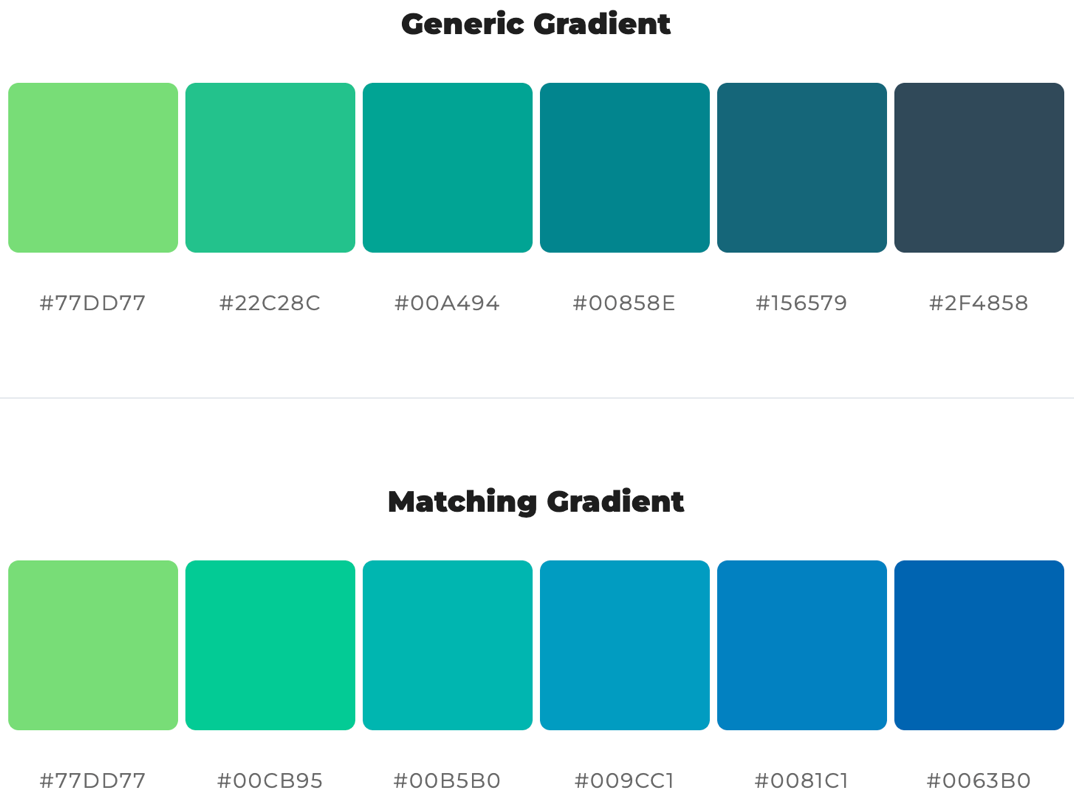 Generic Gradient
#77DD77 #22C28C #00A494 #00858E #156579 #2F4858
Matching Gradient
#77DD77 #00CB95 #00B5B0 #009CC1 #0081C1 #0063B0